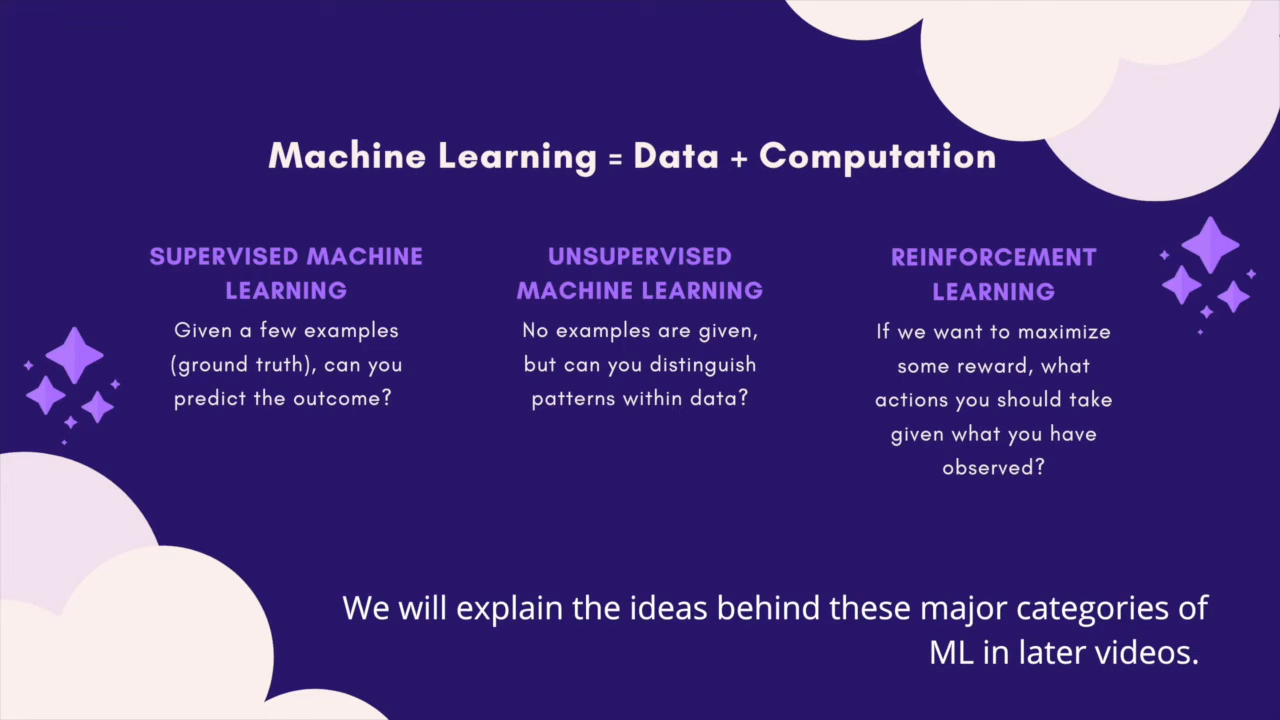 Machine Learning = Data + Computation
SUPERVISED MACHINE
LEARNING
Given a few examples
(ground truth), can you
predict the outcome?
UNSUPERVISED
MACHINE LEARNING
No examples are given,
but can you distinguish
patterns within data?
REINFORCEMENT
LEARNING
If we want to maximize
some reward, what
actions you should take
given what you have
observed?
We will explain the ideas behind these major categories of
ML in later videos.